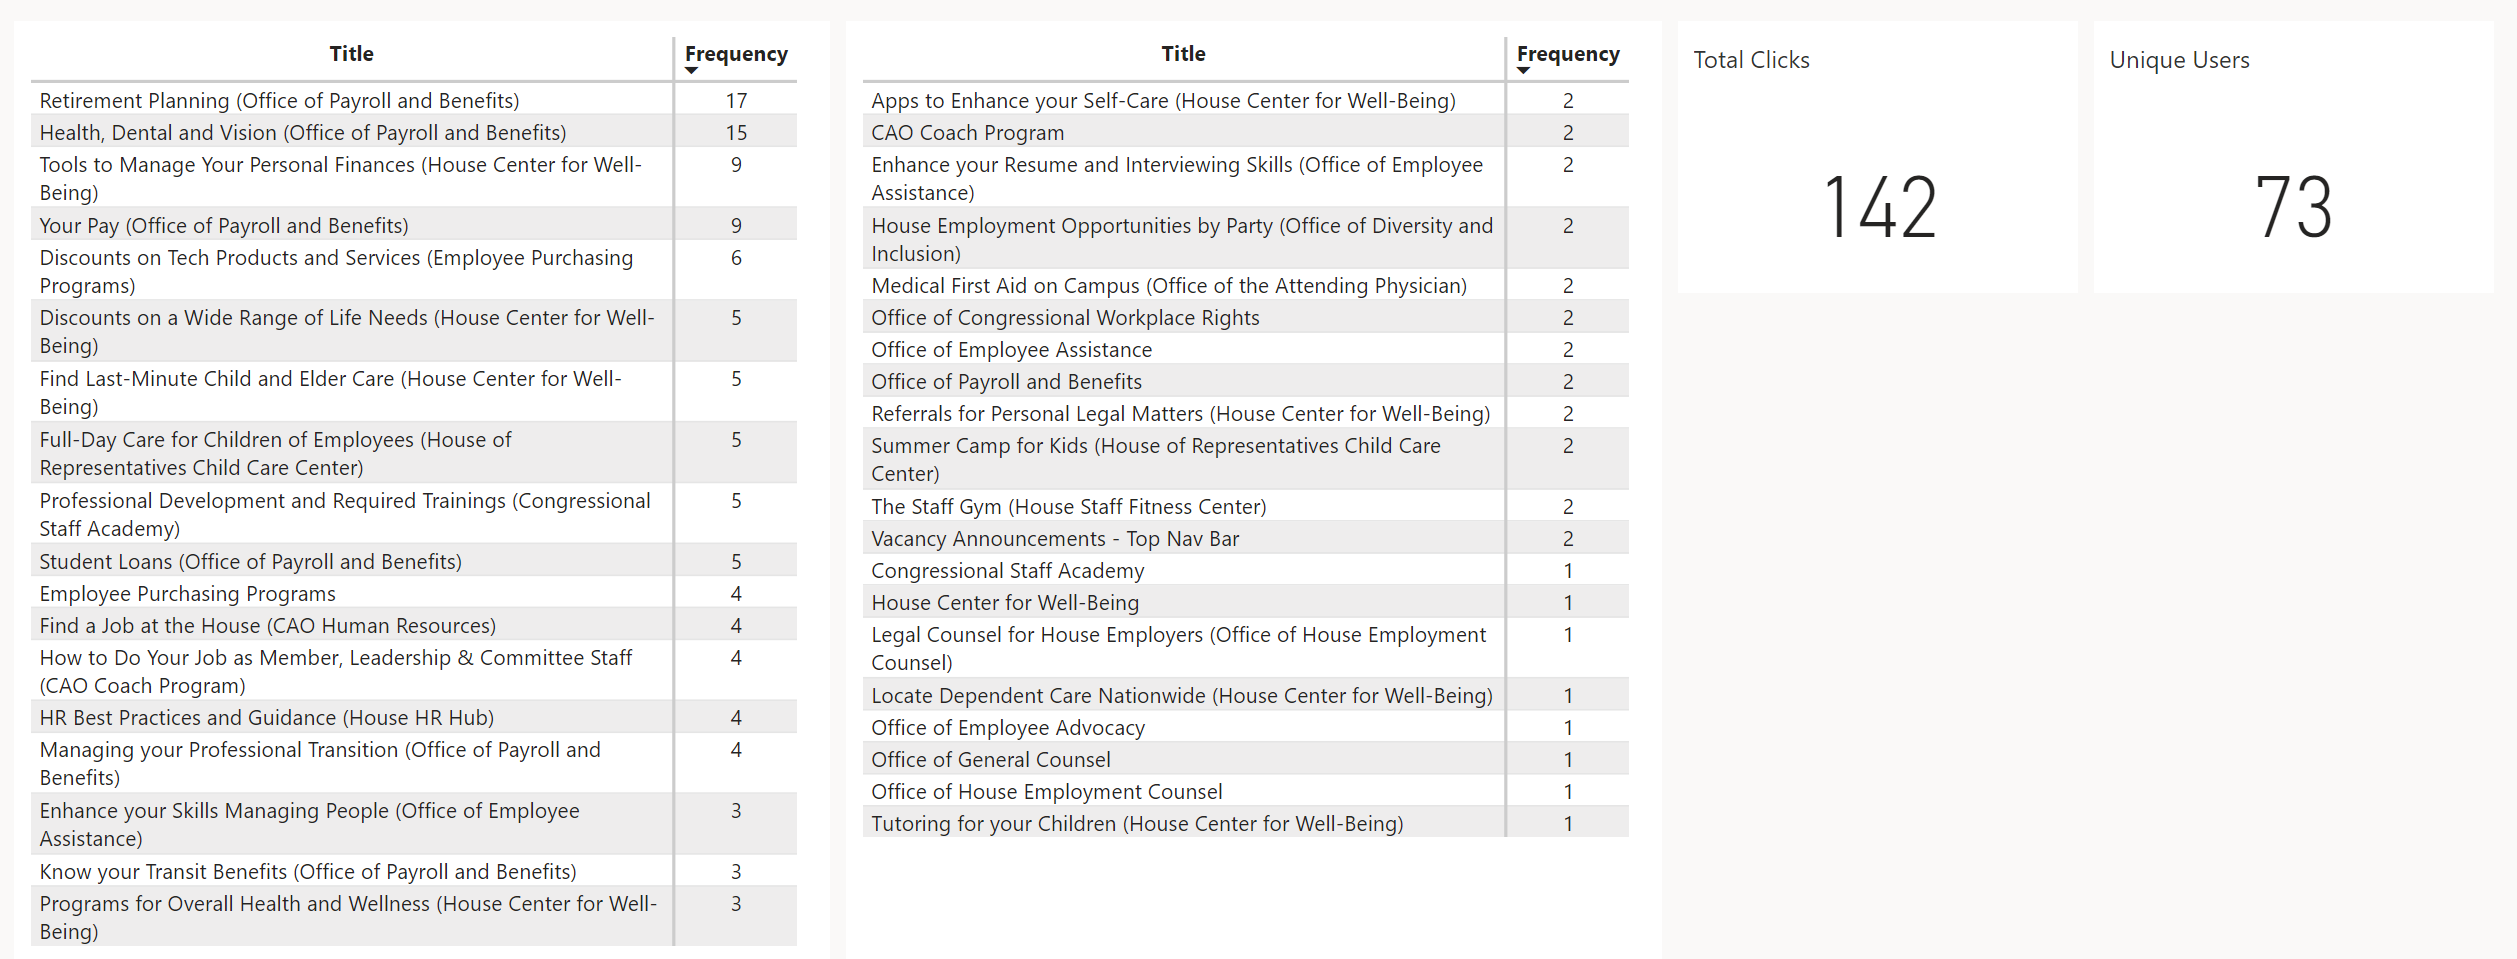 Title Frequency
Retirement Planning (Office of Payroll and Benefits) 17
Health, Dental and Vision (Office of Payroll and Benefits) 15
Tools to Manage Your Personal Finances (House Center for Well- 9
Being)
Your Pay (Office of Payroll and Benefits) 9
Discounts on Tech Products and Services (Employee Purchasing 6
Programs)
Discounts on a Wide Range of Life Needs (House Center for Well- 5
Being)
Find Last-Minute Child and Elder Care (House Center for Well- 5
Being)
Full-Day Care for Children of Employees (House of 5
Representatives Child Care Center)
Professional Development and Required Trainings (Congressional 5
Staff Academy)
Student Loans (Office of Payroll and Benefits) 5
Employee Purchasing Programs 4
Find a Job at the House (CAO Human Resources) 4
How to Do Your Job as Member, Leadership & Committee Staff 4
(CAO Coach Program)
HR Best Practices and Guidance (House HR Hub) 4
Managing your Professional Transition (Office of Payroll and 4
Benefits)
Enhance your Skills Managing People (Office of Employee 3
Assistance)
Know your Transit Benefits (Office of Payroll and Benefits) 3
Programs for Overall Health and Wellness (House Center for Well- 3
Being)
Title Frequency
Apps to Enhance your Self-Care (House Center for Well-Being) 2
CAO Coach Program 2
Enhance your Resume and Interviewing Skills (Office of Employee 2
Assistance)
House Employment Opportunities by Party (Office of Diversity and 2
Inclusion)
Medical First Aid on Campus (Office of the Attending Physician) 2
Office of Congressional Workplace Rights 2
Office of Employee Assistance 2
Office of Payroll and Benefits 2
Referrals for Personal Legal Matters (House Center for Well-Being) 2
Summer Camp for Kids (House of Representatives Child Care 2
Center)
The Staff Gym (House Staff Fitness Center) 2
Vacancy Announcements - Top Nav Bar 2
Congressional Staff Academy 1
House Center for Well-Being 1
Legal Counsel for House Employers (Office of House Employment 1
Counsel)
Locate Dependent Care Nationwide (House Center for Well-Being) 1
Office of Employee Advocacy 1
Office of General Counsel 1
Office of House Employment Counsel 1
Tutoring for your Children (House Center for Well-Being) 1
Total Clicks
142
Unique Users
73